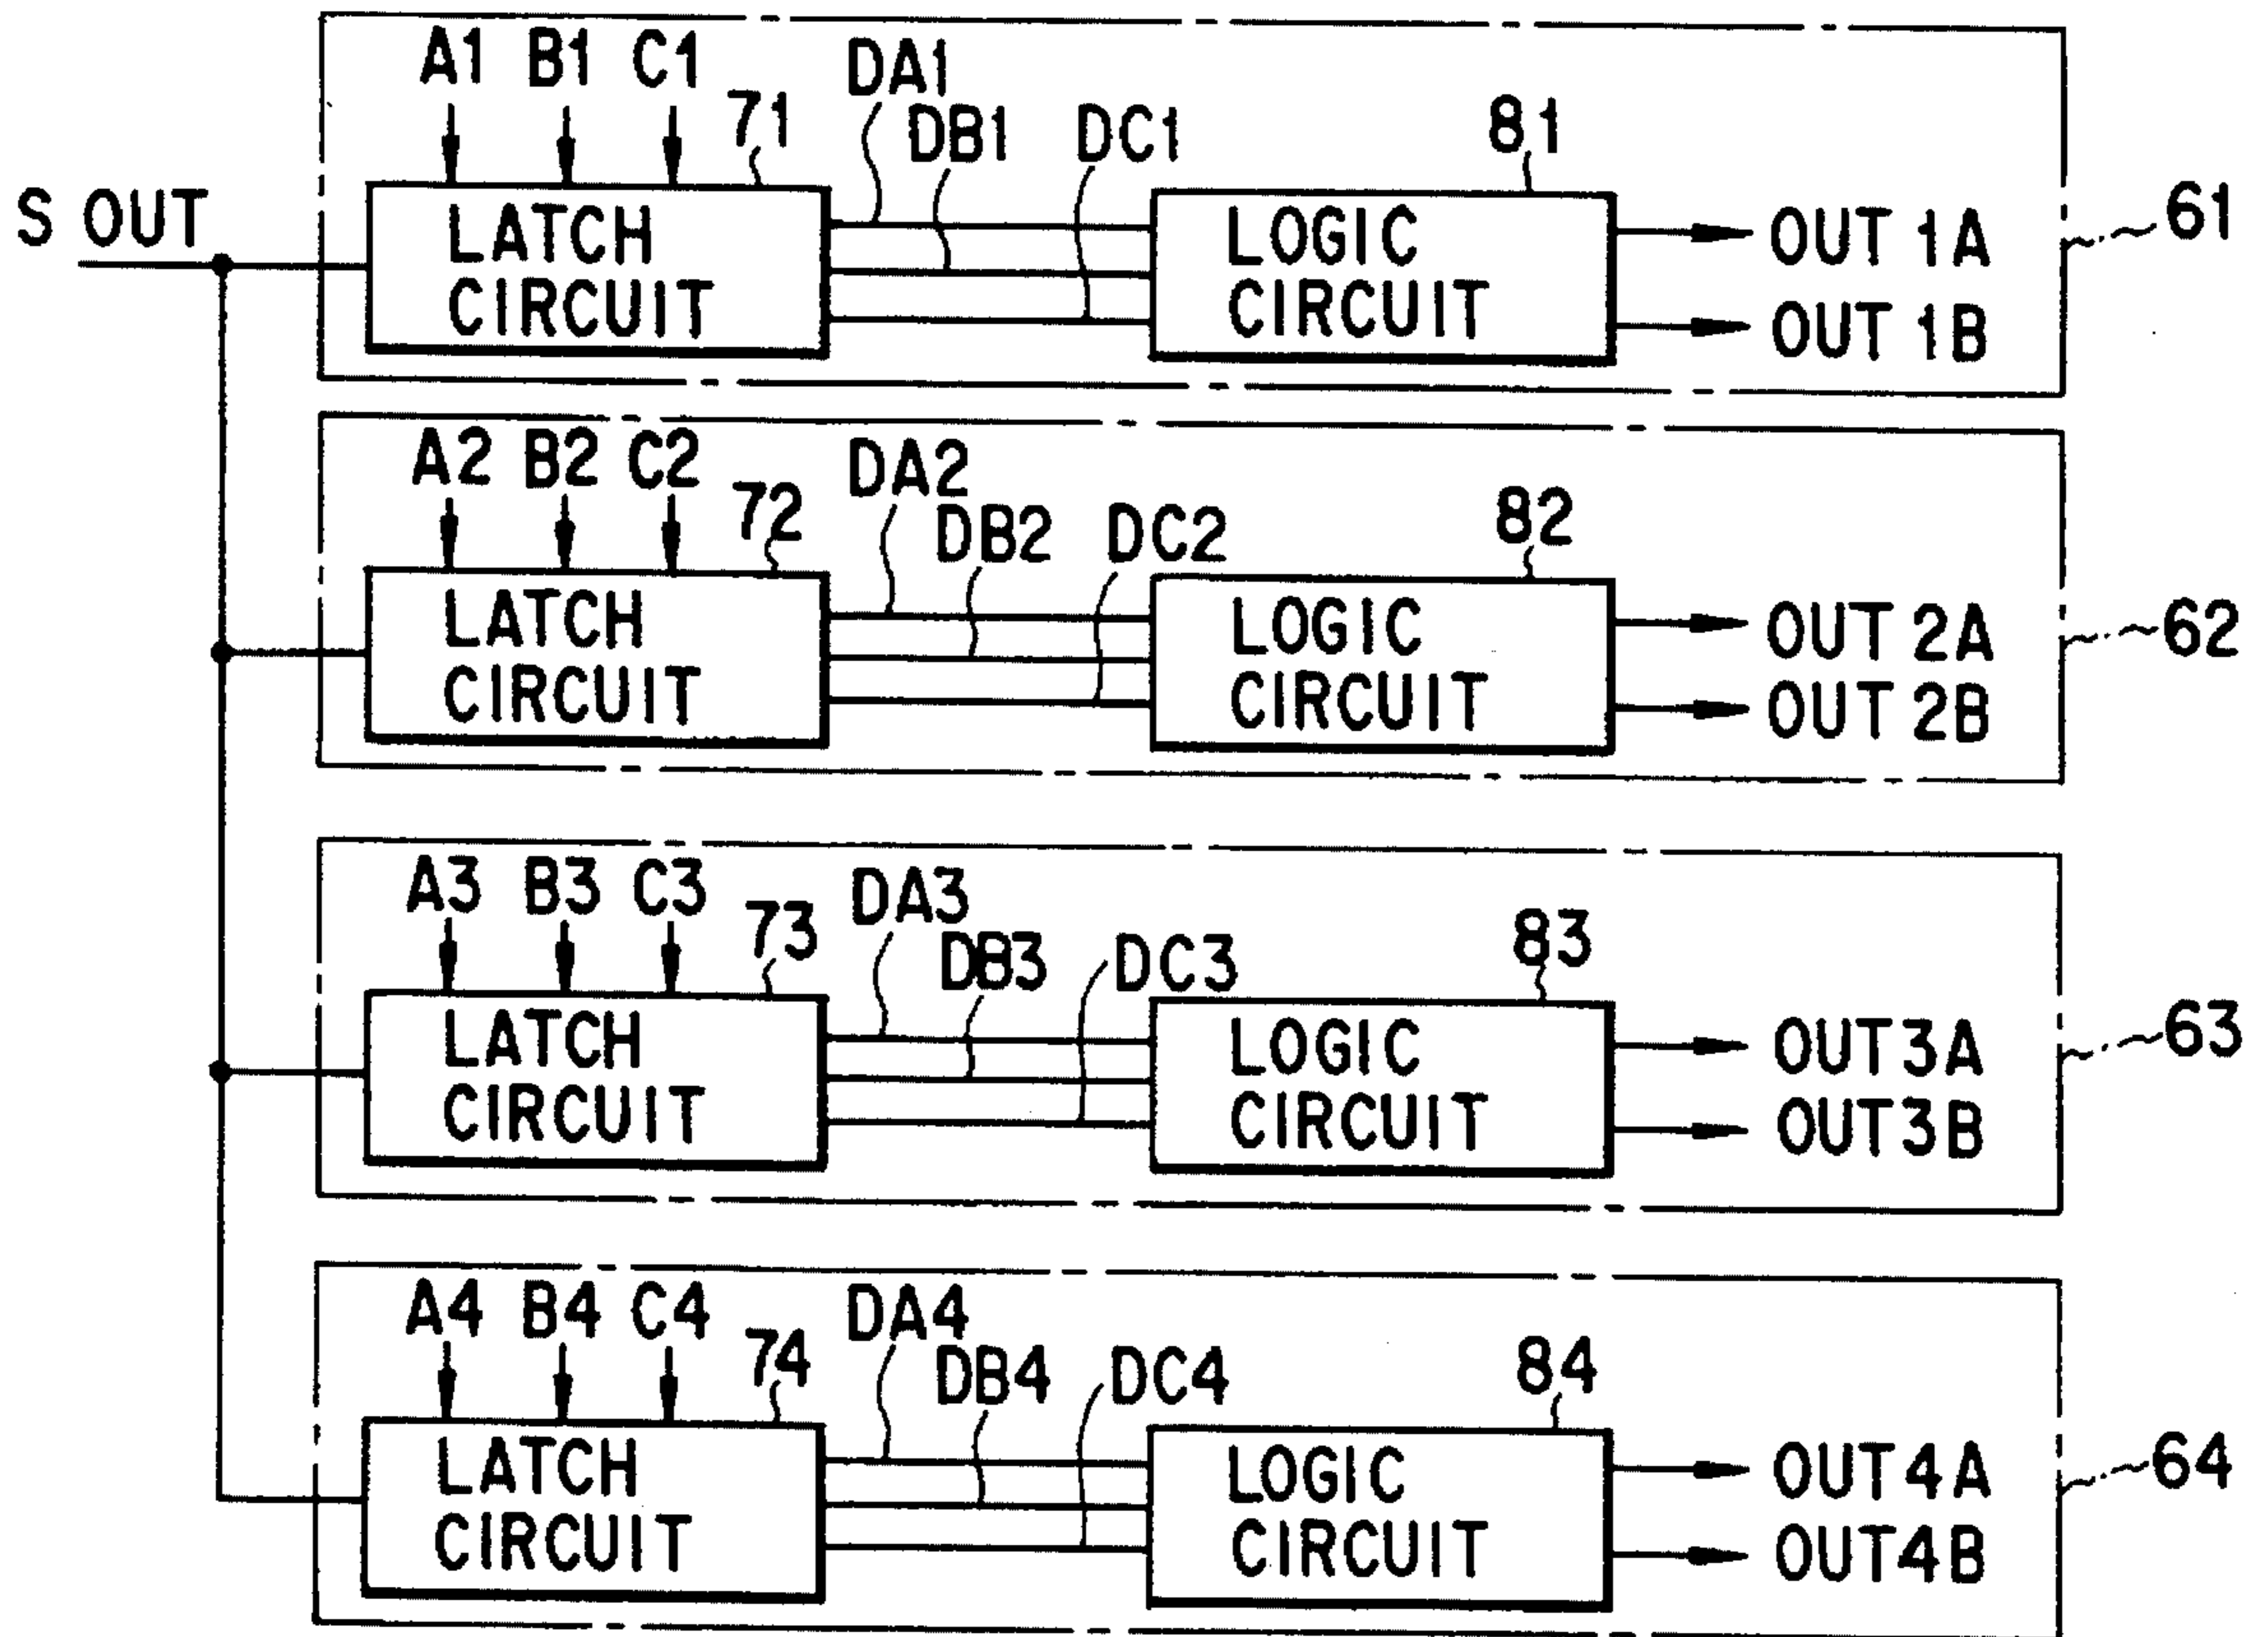 S OUT
A1 B1 C1
71
DA1
DB1
DC1
81
LATCH
CIRCUIT
LOGIC
CIRCUIT
OUT 1A
OUT 1B
61
A2 B2 C2
72
DA2
DB2
DC2
82
LATCH
CIRCUIT
LOGIC
CIRCUIT
OUT 2A
OUT 2B
62
A3 B3 C3
73
DA3
DB3
DC3
83
LATCH
CIRCUIT
LOGIC
CIRCUIT
OUT3A
OUT3B
63
A4 B4 C4
74
DA4
DB4
DC4
84
LATCH
CIRCUIT
LOGIC
CIRCUIT
OUT4A
OUT4B
64